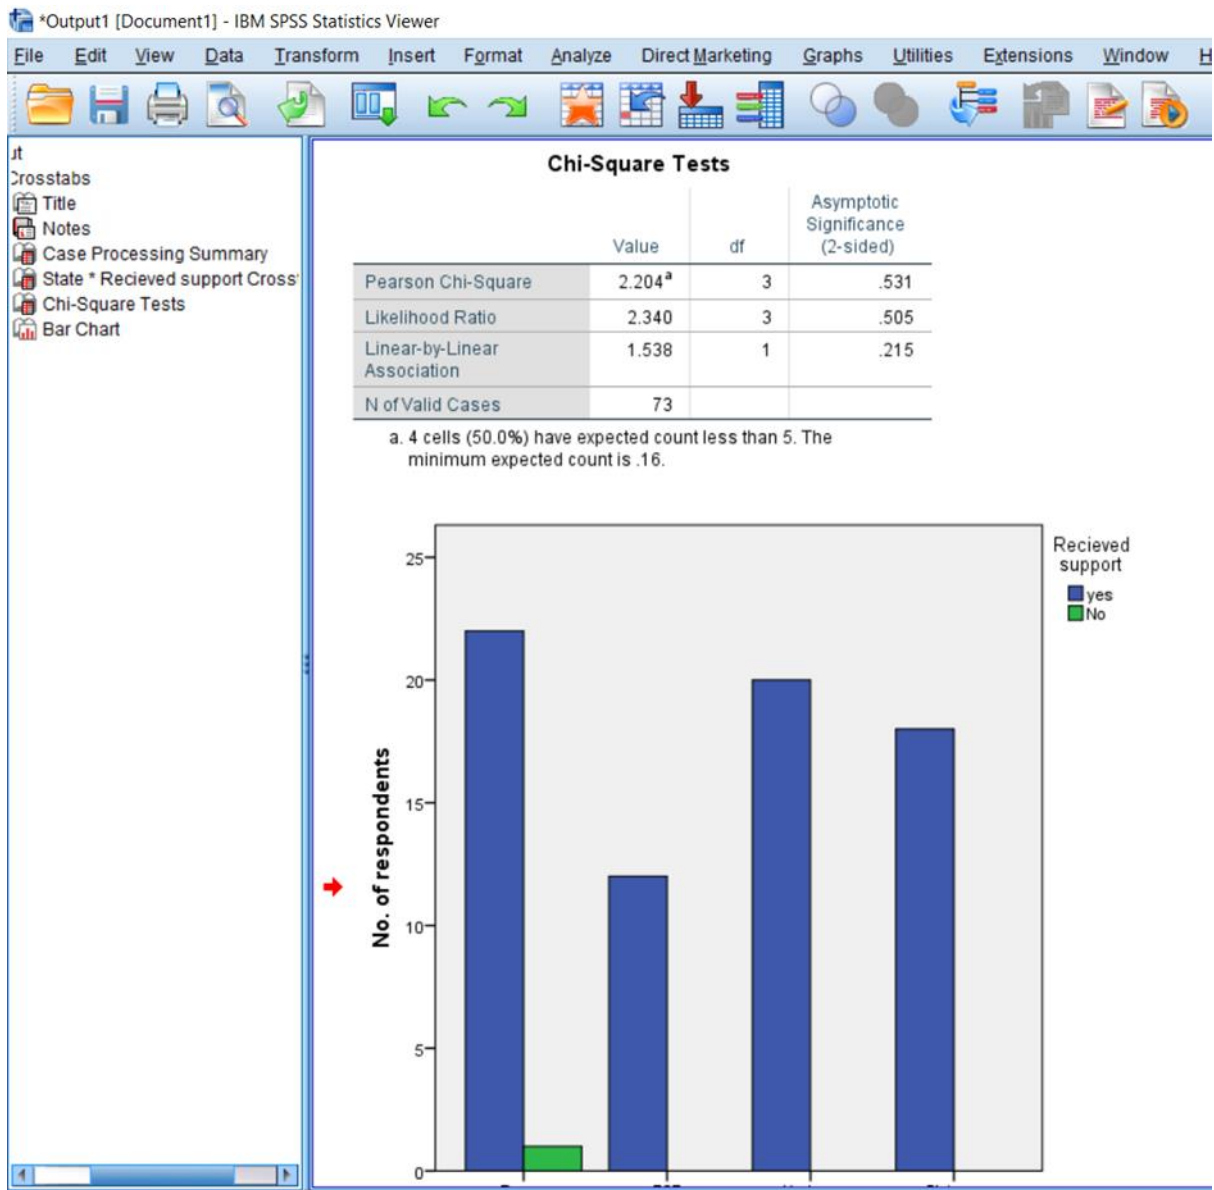 *Output1 [Document1] - IBM SPSS Statistics Viewer
File Edit View Data Transform Insert Format Analyze Direct Marketing Graphs Utilities Extensions Window H
ut
Crosstabs
Title
Notes
Case Processing Summary
State * Recieved support Cross
Chi-Square Tests
Bar Chart
Chi-Square Tests
Value df Asymptotic Significance (2-sided)
Pearson Chi-Square 2.204a 3 .531
Likelihood Ratio 2.340 3 .505
Linear-by-Linear Association 1.538 1 .215
N of Valid Cases 73
a. 4 cells (50.0%) have expected count less than 5. The
minimum expected count is .16.
Recieved
support
yes
No
No. of respondents
25
20
15
10
5
0